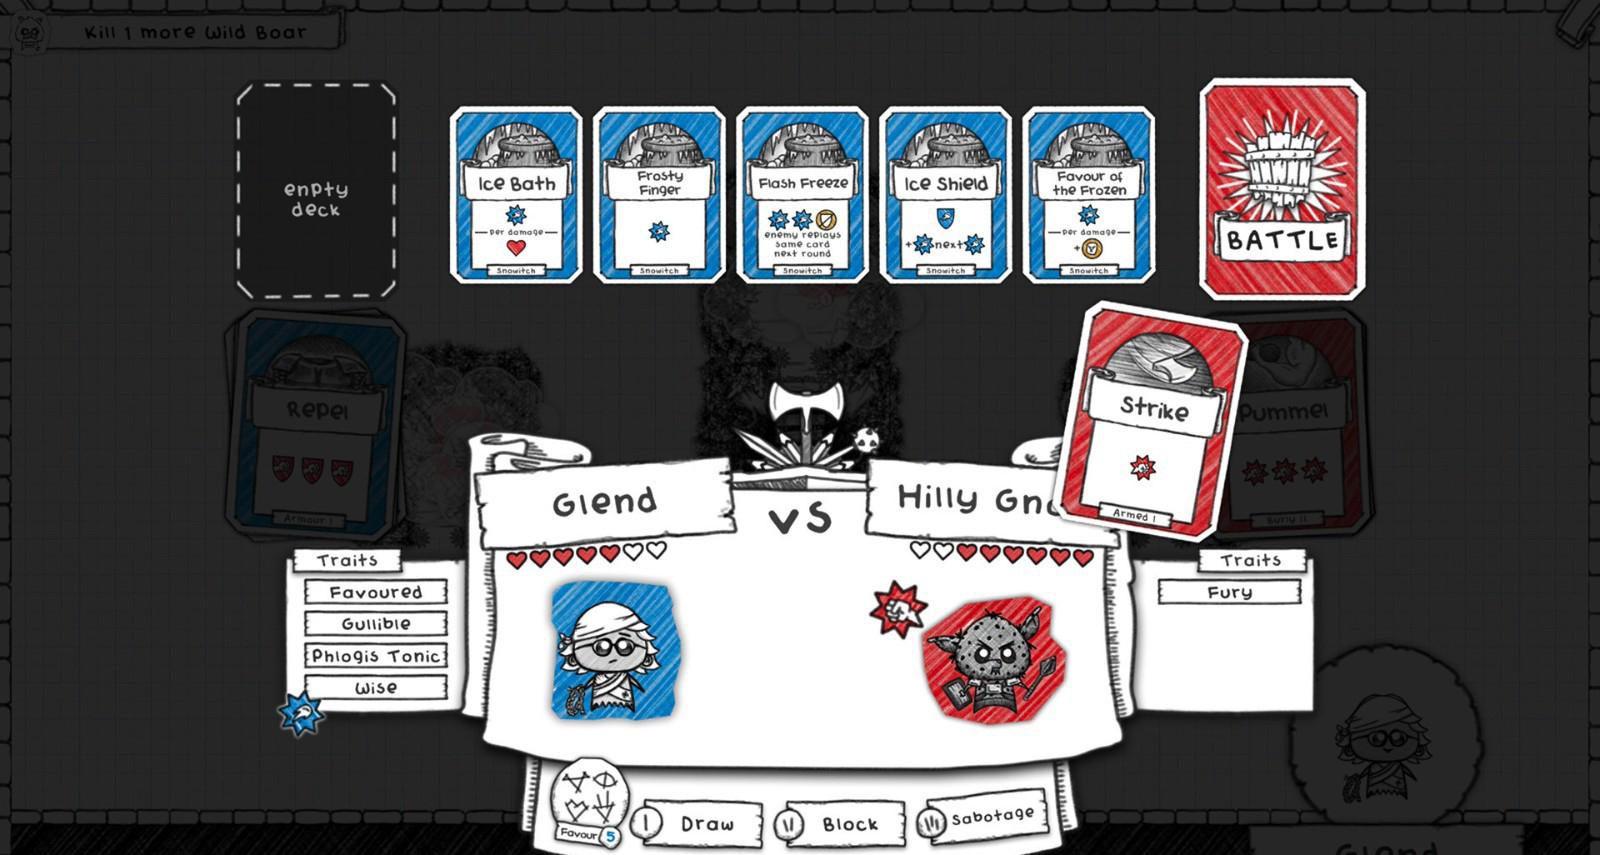 Kill 1 more Wild Boar
empty
deck
Ice Bath
per damage
Snowitch
Frosty
Finger
Snowitch
Flash Freeze
enemy replays
same card
next round
Snowitch
Ice Shield
+ next +
Snowitch
Favour of
the Frozen
per damage
+
Snowitch
BATTLE
Repel
Armour I
Strike
Armed I
Pummel
Burly II
Glend
VS
Hilly
Traits
Favoured
Gullible
Phlogis Tonic
Wise
Traits
Fury
Favour 5
I Draw
II Block
III Sabotage
Glend